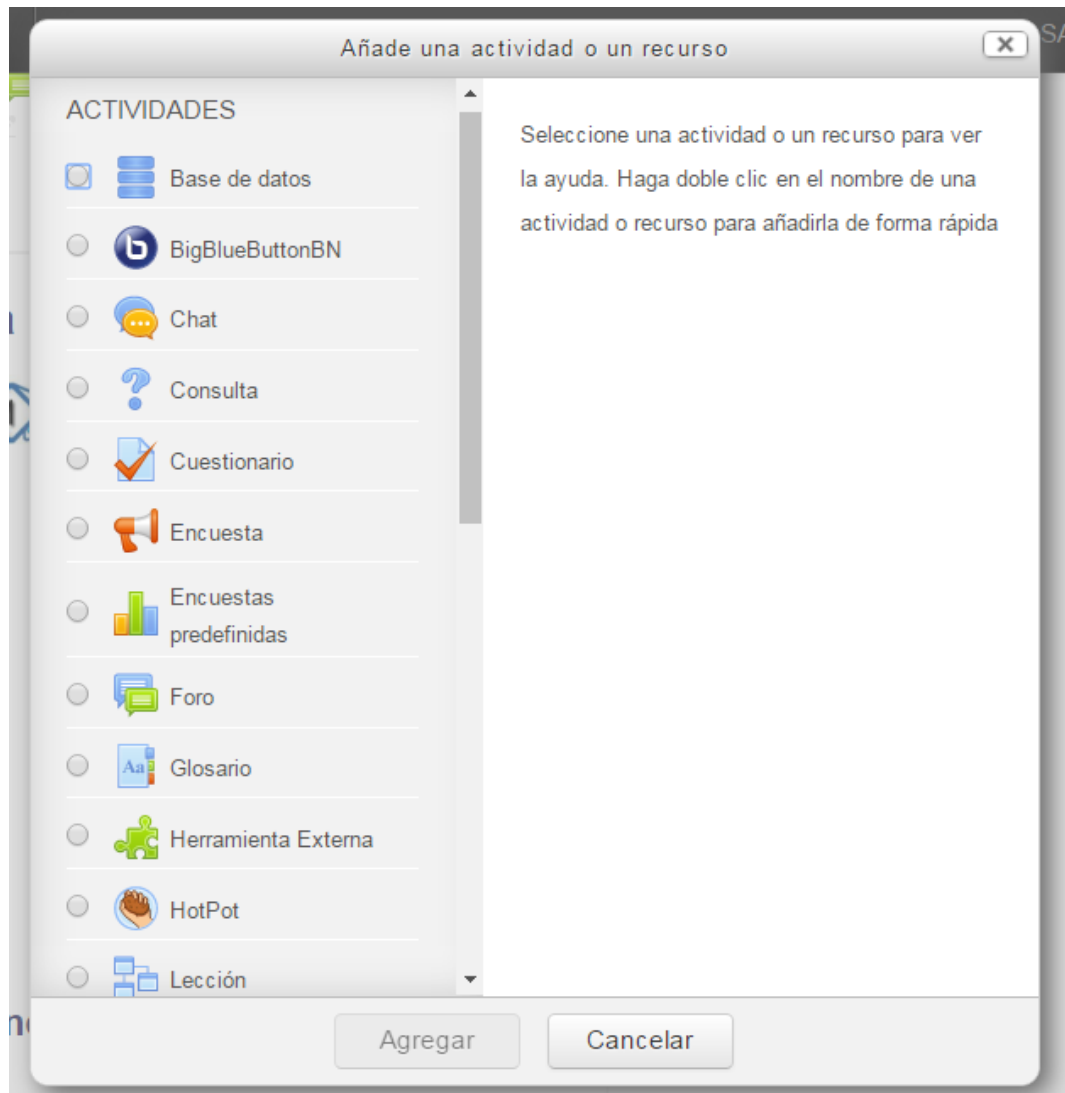 Añade una actividad o un recurso
SA
ACTIVIDADES
Base de datos
BigBlueButtonBN
Chat
Consulta
Cuestionario
Encuesta
Encuestas
predefinidas
Foro
Aa
Glosario
Herramienta Externa
HotPot
Lección
Seleccione una actividad o un recurso para ver
la ayuda. Haga doble clic en el nombre de una
actividad o recurso para añadirla de forma rápida
Agregar
Cancelar